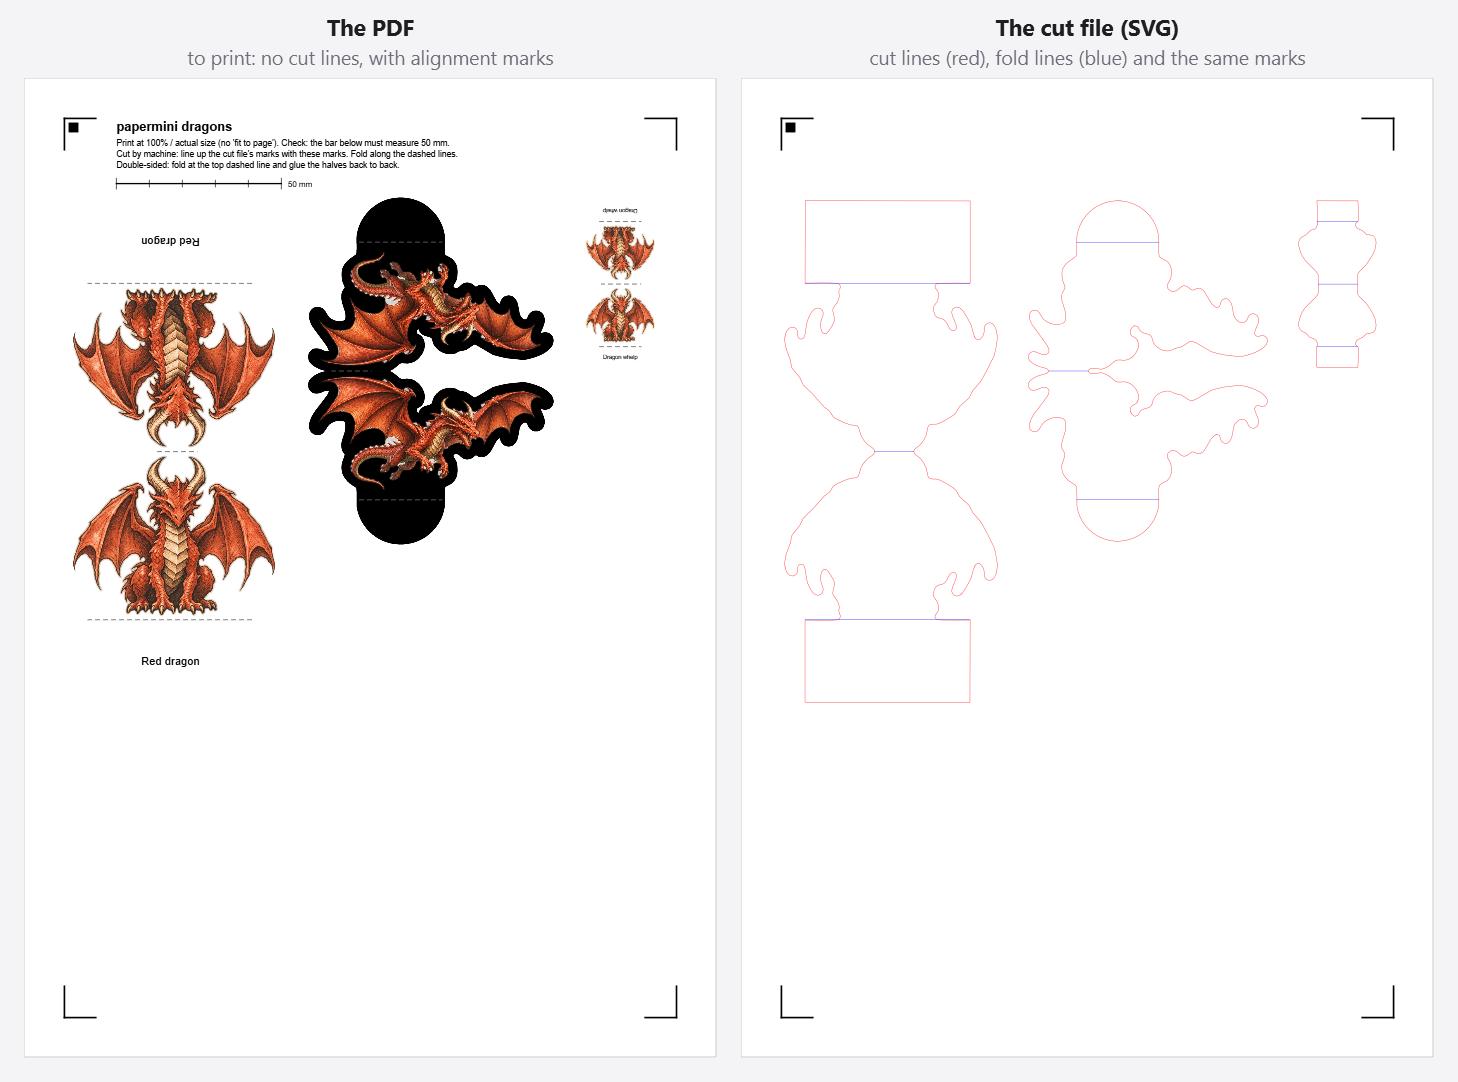 The PDF
to print: no cut lines, with alignment marks
papermini dragons
Print at 100% / actual size (no 'fit to page'). Check: the bar below must measure 50 mm.
Cut by machine: line up the cut file's marks with these marks. Fold along the dashed lines.
Double-sided: fold at the top dashed line and glue the halves back to back.
50 mm
Red dragon
Dragon whelp
Dragon whelp
Red dragon
The cut file (SVG)
cut lines (red), fold lines (blue) and the same marks